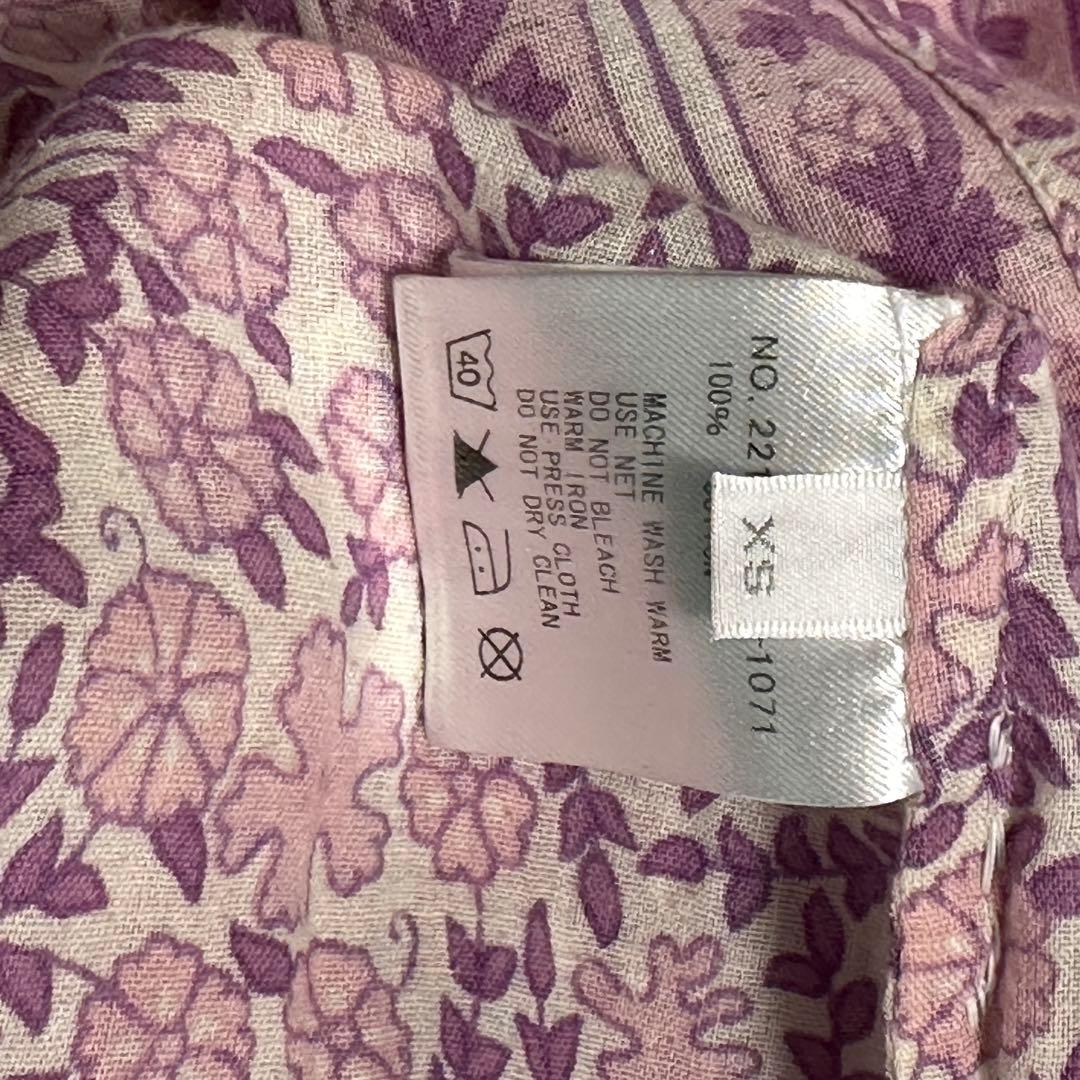 NO. 22
-1071
100%
XS
MACHINE WASH WARM
USE NET
DO NOT BLEACH
WARM IRON
USE PRESS CLOTH
DO NOT DRY CLEAN
40